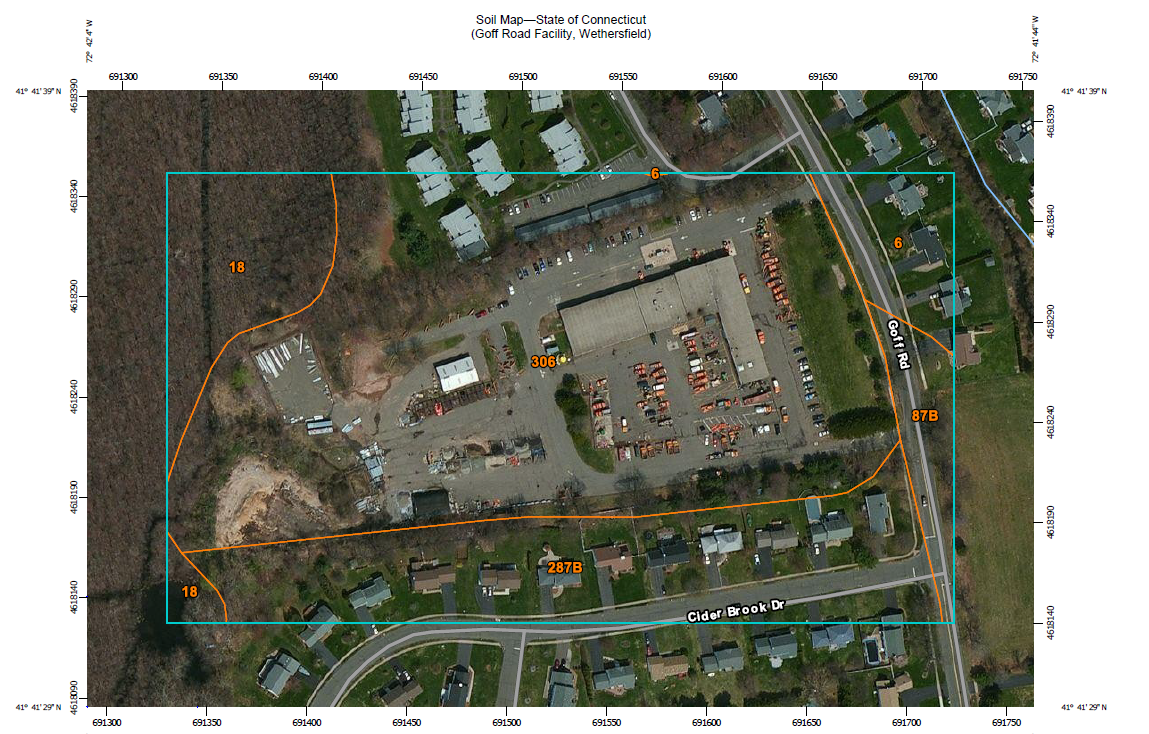 Soil Map—State of Connecticut
(Goff Road Facility, Wethersfield)
72° 42' 4" W
72° 41' 44" W
691300 691350 691400 691450 691500 691550 691600 691650 691700 691750
41° 41' 39" N
41° 41' 39" N
4618390
4618340
4618290
4618240
4618190
4618140
4618090
4618390
4618340
4618290
4618240
4618190
4618140
6
6
18
Goff Rd
306
87B
287B
18
Cider Brook Dr
41° 41' 29" N
41° 41' 29" N
691300 691350 691400 691450 691500 691550 691600 691650 691700 691750